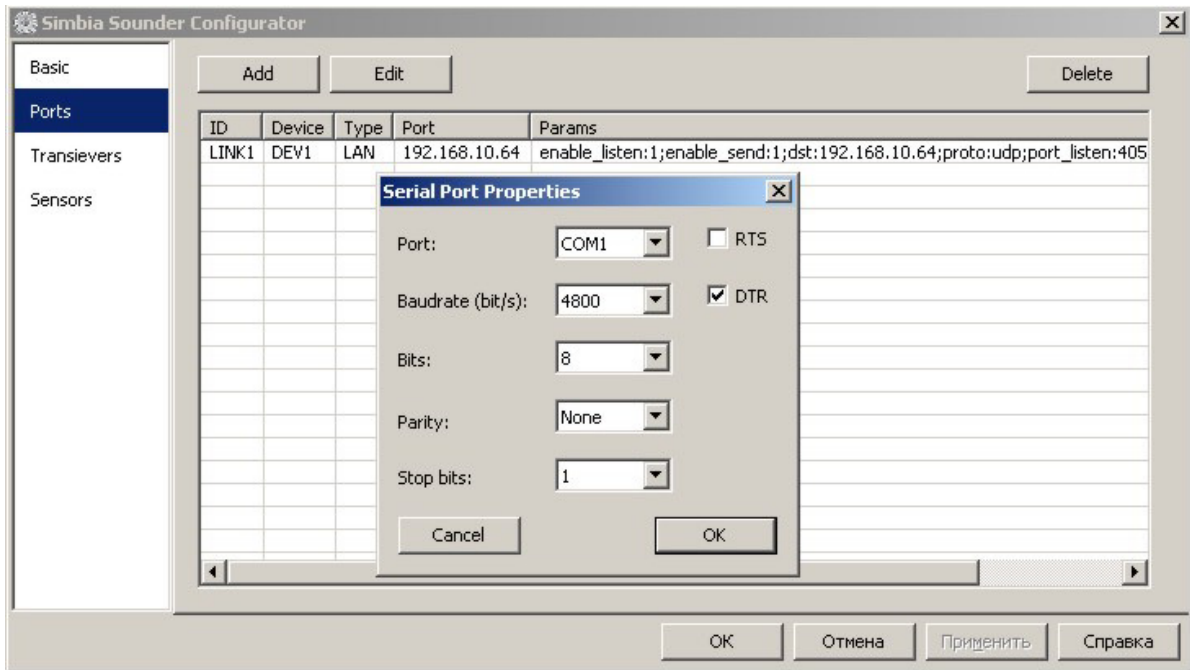 Simbia Sounder Configurator
Basic
Ports
Transievers
Sensors
Add Edit Delete
ID Device Type Port Params
LINK1 DEV1 LAN 192.168.10.64 enable_listen:1;enable_send:1;dst:192.168.10.64;proto:udp;port_listen:405
Serial Port Properties
Port: COM1 RTS
Baudrate (bit/s): 4800 DTR
Bits: 8
Parity: None
Stop bits: 1
Cancel OK
OK Отмена Применить Справка